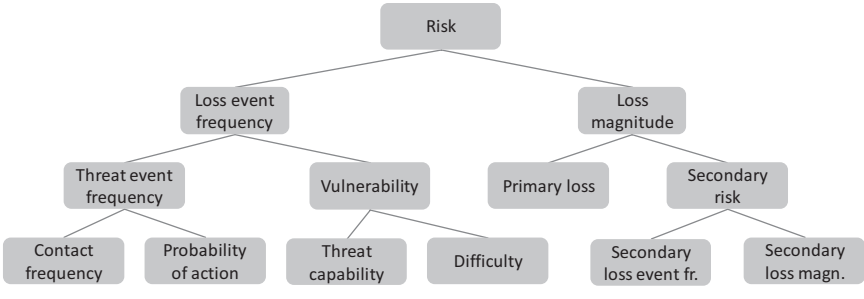 Risk
Loss event
frequency
Loss
magnitude
Threat event
frequency
Vulnerability
Primary loss
Secondary
risk
Contact
frequency
Probability
of action
Threat
capability
Difficulty
Secondary
loss event fr.
Secondary
loss magn.